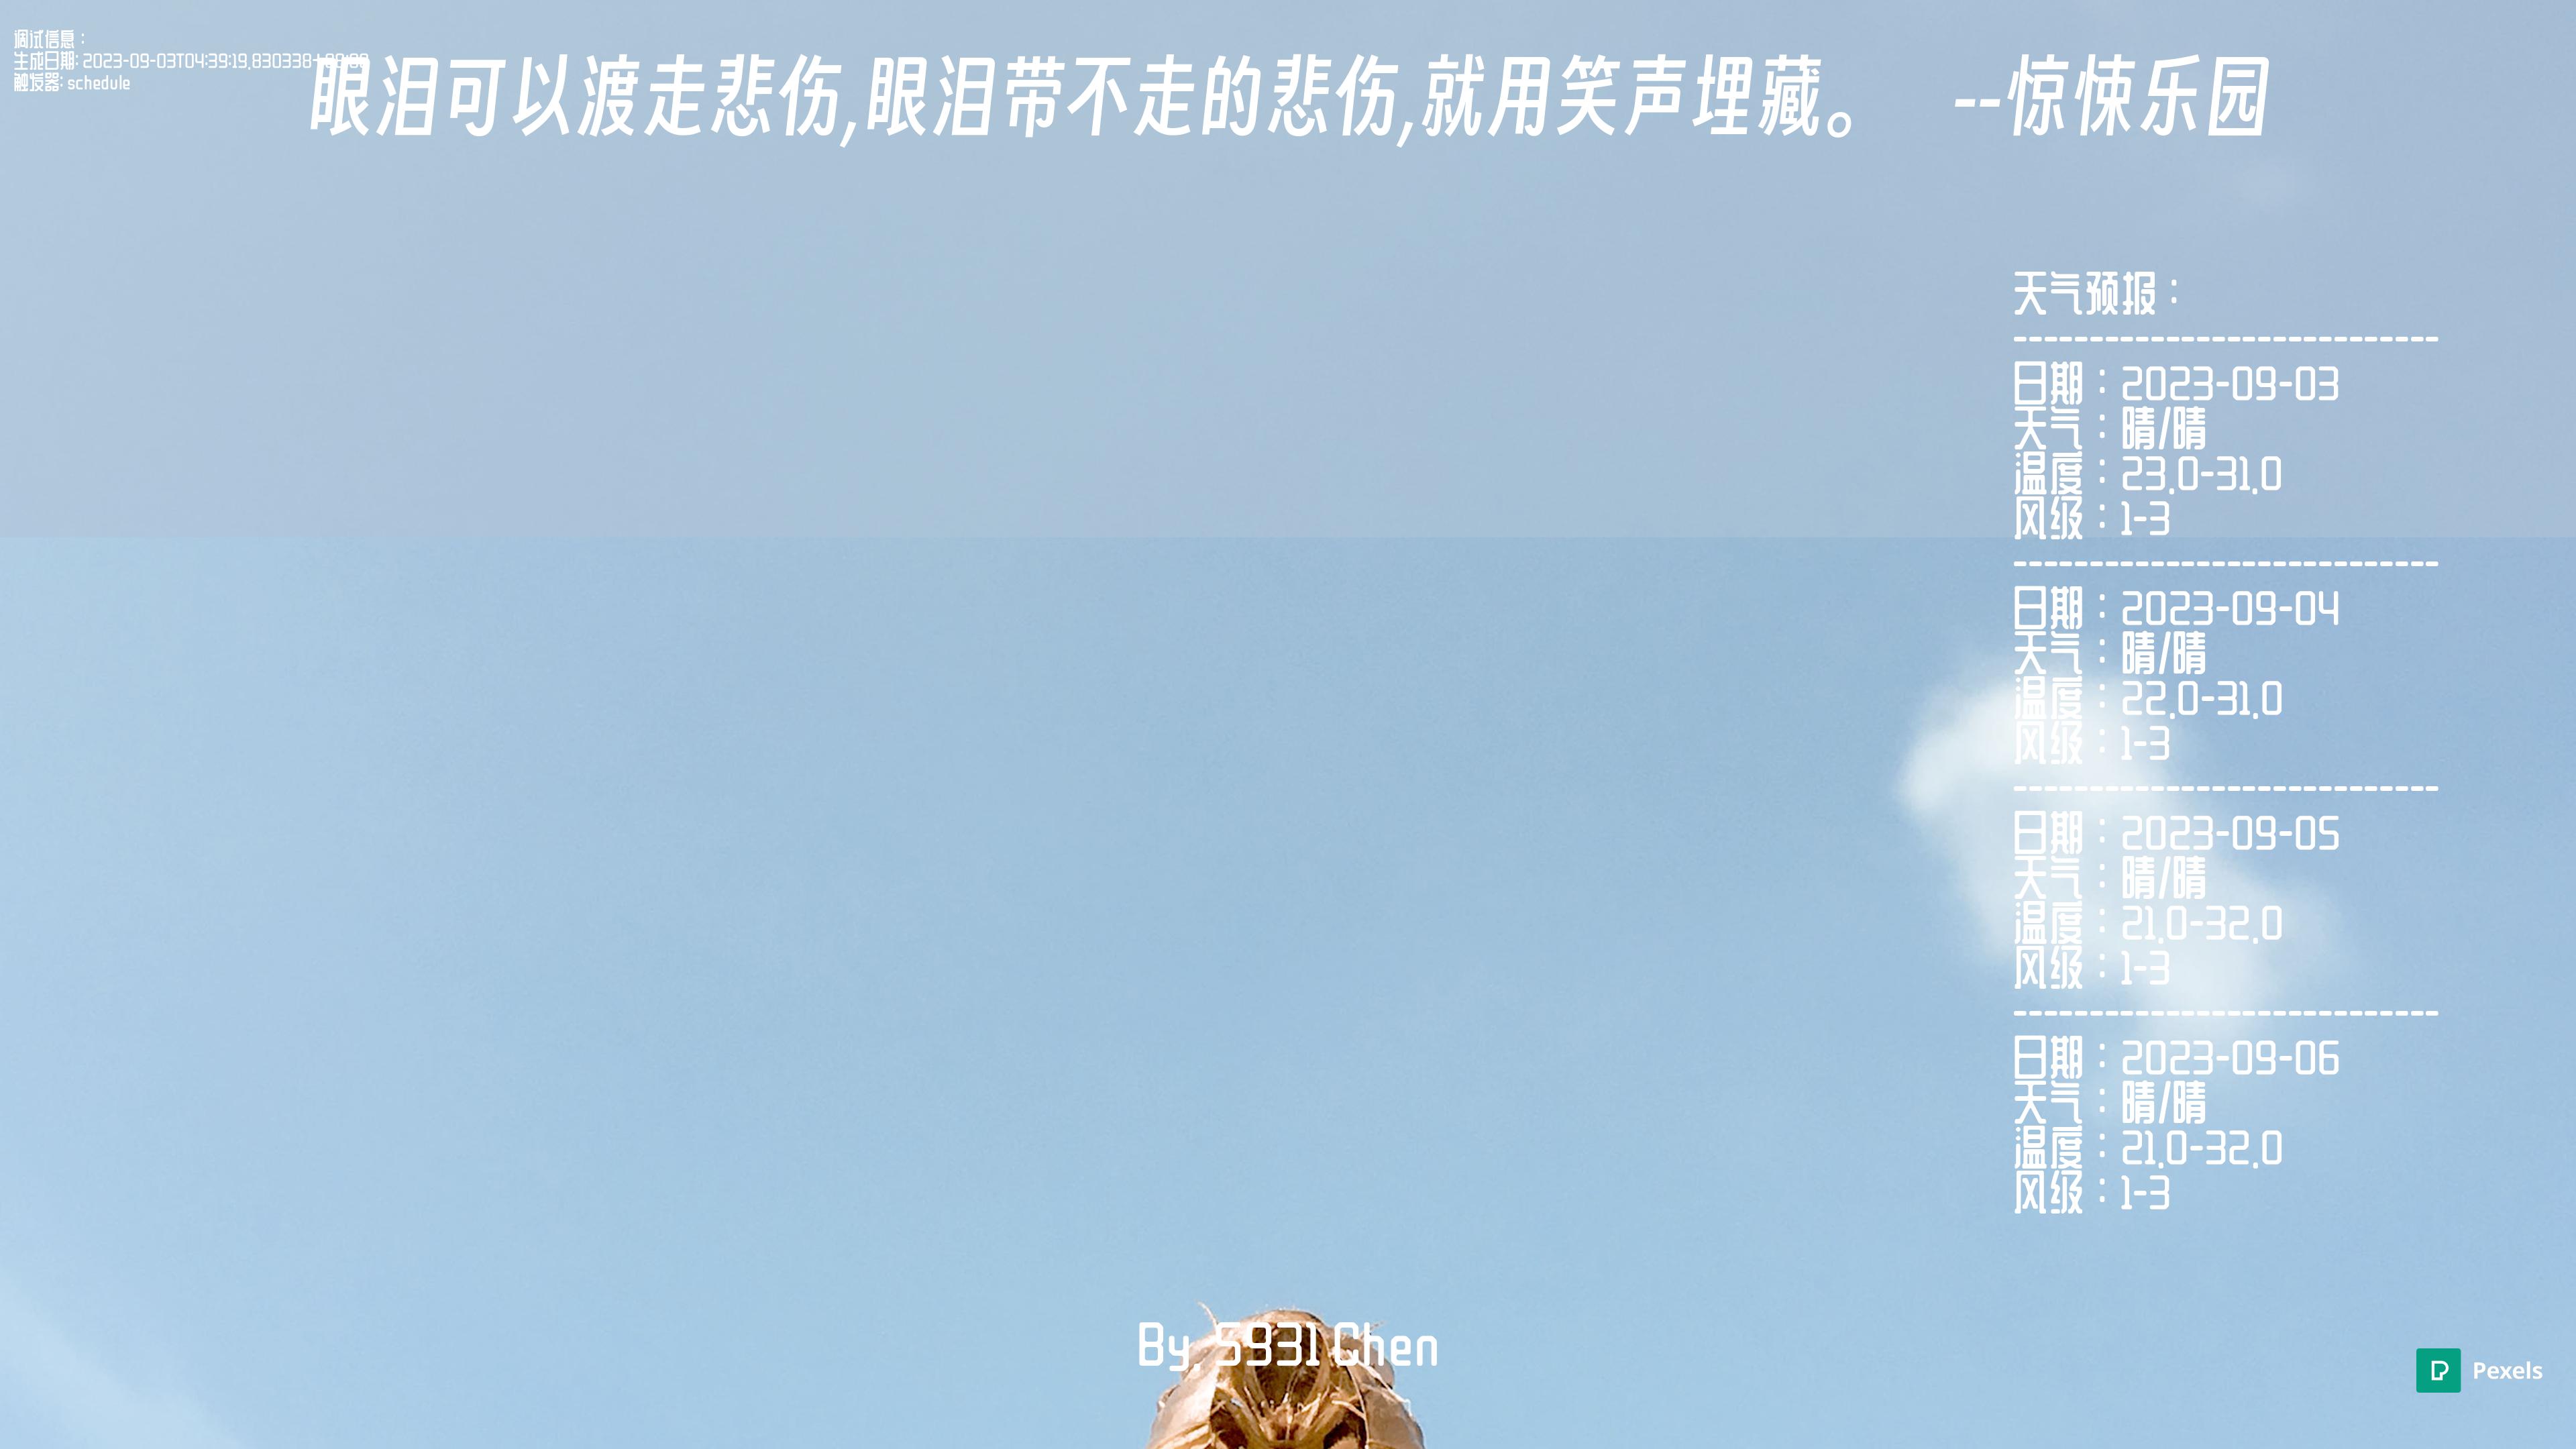 调试信息：
生成日期: 2023-09-03T04:39:19.830338
触发器: schedule
眼泪可以渡走悲伤,眼泪带不走的悲伤,就用笑声埋藏。 --惊悚乐园
天气预报：
----------------------------
日期：2023-09-03
天气：晴/晴
温度：23.0-31.0
风级：1-3
----------------------------
日期：2023-09-04
天气：晴/晴
温度：22.0-31.0
风级：1-3
----------------------------
日期：2023-09-05
天气：晴/晴
温度：21.0-32.0
风级：1-3
----------------------------
日期：2023-09-06
天气：晴/晴
温度：21.0-32.0
风级：1-3
By. 5931 Chen
Pexels